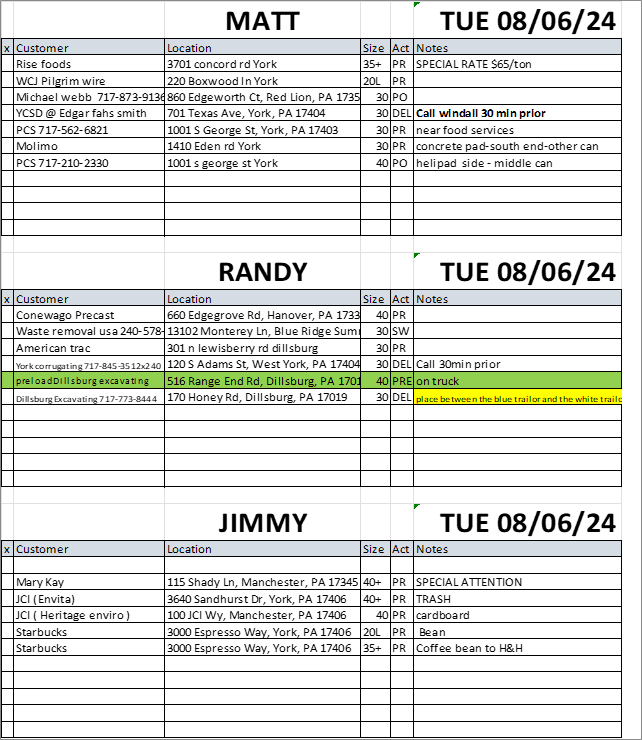 MATT TUE 08/06/24
x Customer Location Size Act Notes
Rise foods 3701 concord rd York 35+ PR SPECIAL RATE $65/ton
WCJ Pilgrim wire 220 Boxwood ln York 20L PR
Michael webb 717-873-9136 860 Edgeworth Ct, Red Lion, PA 1735 30 PO
YCSD @ Edgar fahs smith 701 Texas Ave, York, PA 17404 30 DEL Call windall 30 min prior
PCS 717-562-6821 1001 S George St, York, PA 17403 30 PR near food services
Molimo 1410 Eden rd York 30 PR concrete pad-south end-other can
PCS 717-210-2330 1001 s george st York 40 PO helipad side - middle can
RANDY TUE 08/06/24
x Customer Location Size Act Notes
Conewago Precast 660 Edgegrove Rd, Hanover, PA 1733 40 PR
Waste removal usa 240-578- 13102 Monterey Ln, Blue Ridge Sum 30 SW
American trac 301 n lewisberry rd dillsburg 30 PR
York corrugating 717-845-3512x240 120 S Adams St, West York, PA 17404 30 DEL Call 30min prior
preloadDillsburg excavating 516 Range End Rd, Dillsburg, PA 1701 40 PRE on truck
Dillsburg Excavating 717-773-8444 170 Honey Rd, Dillsburg, PA 17019 30 DEL place between the blue trailor and the white trailo
JIMMY TUE 08/06/24
x Customer Location Size Act Notes
Mary Kay 115 Shady Ln, Manchester, PA 17345 40+ PR SPECIAL ATTENTION
JCI (Envita) 3640 Sandhurst Dr, York, PA 17406 40+ PR TRASH
JCI ( Heritage enviro ) 100 JCI Wy, Manchester, PA 17406 40 PR cardboard
Starbucks 3000 Espresso Way, York, PA 17406 20L PR Bean
Starbucks 3000 Espresso Way, York, PA 17406 35+ PR Coffee bean to H&H